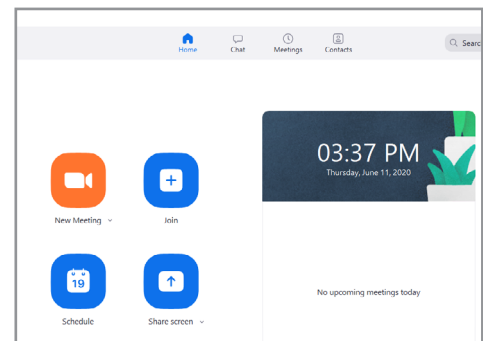 Home Chat Meetings Contacts Searc
03:37 PM
Thursday, June 11, 2020
New Meeting Join
19
Schedule Share screen
No upcoming meetings today